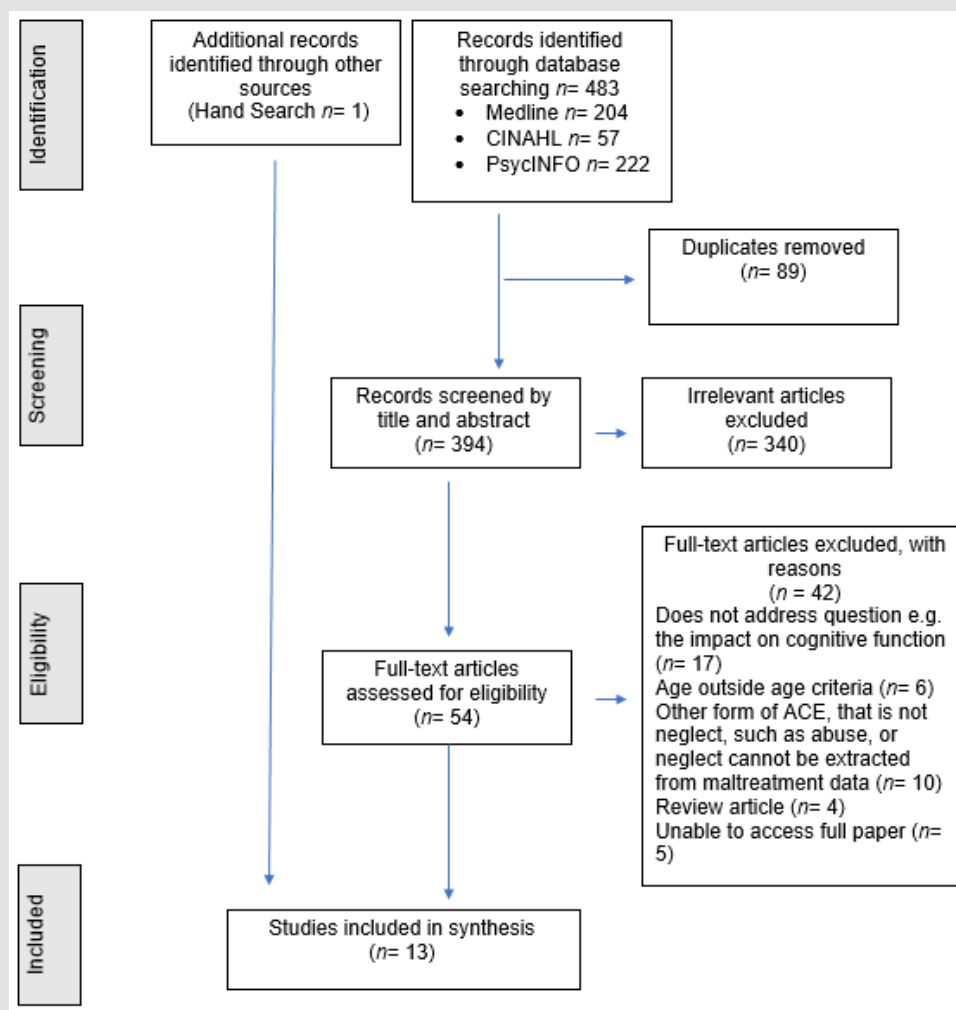 Identification
Additional records
identified through other
sources
(Hand Search n= 1)
Records identified
through database
searching n= 483
• Medline n= 204
• CINAHL n= 57
• PsycINFO n= 222
Duplicates removed
(n= 89)
Screening
Records screened by
title and abstract
(n= 394)
Irrelevant articles
excluded
(n= 340)
Eligibility
Full-text articles
assessed for eligibility
(n= 54)
Full-text articles excluded, with
reasons
(n = 42)
Does not address question e.g.
the impact on cognitive function
(n= 17)
Age outside age criteria (n= 6)
Other form of ACE, that is not
neglect, such as abuse, or
neglect cannot be extracted
from maltreatment data (n= 10)
Review article (n= 4)
Unable to access full paper (n=
5)
Included
Studies included in synthesis
(n= 13)